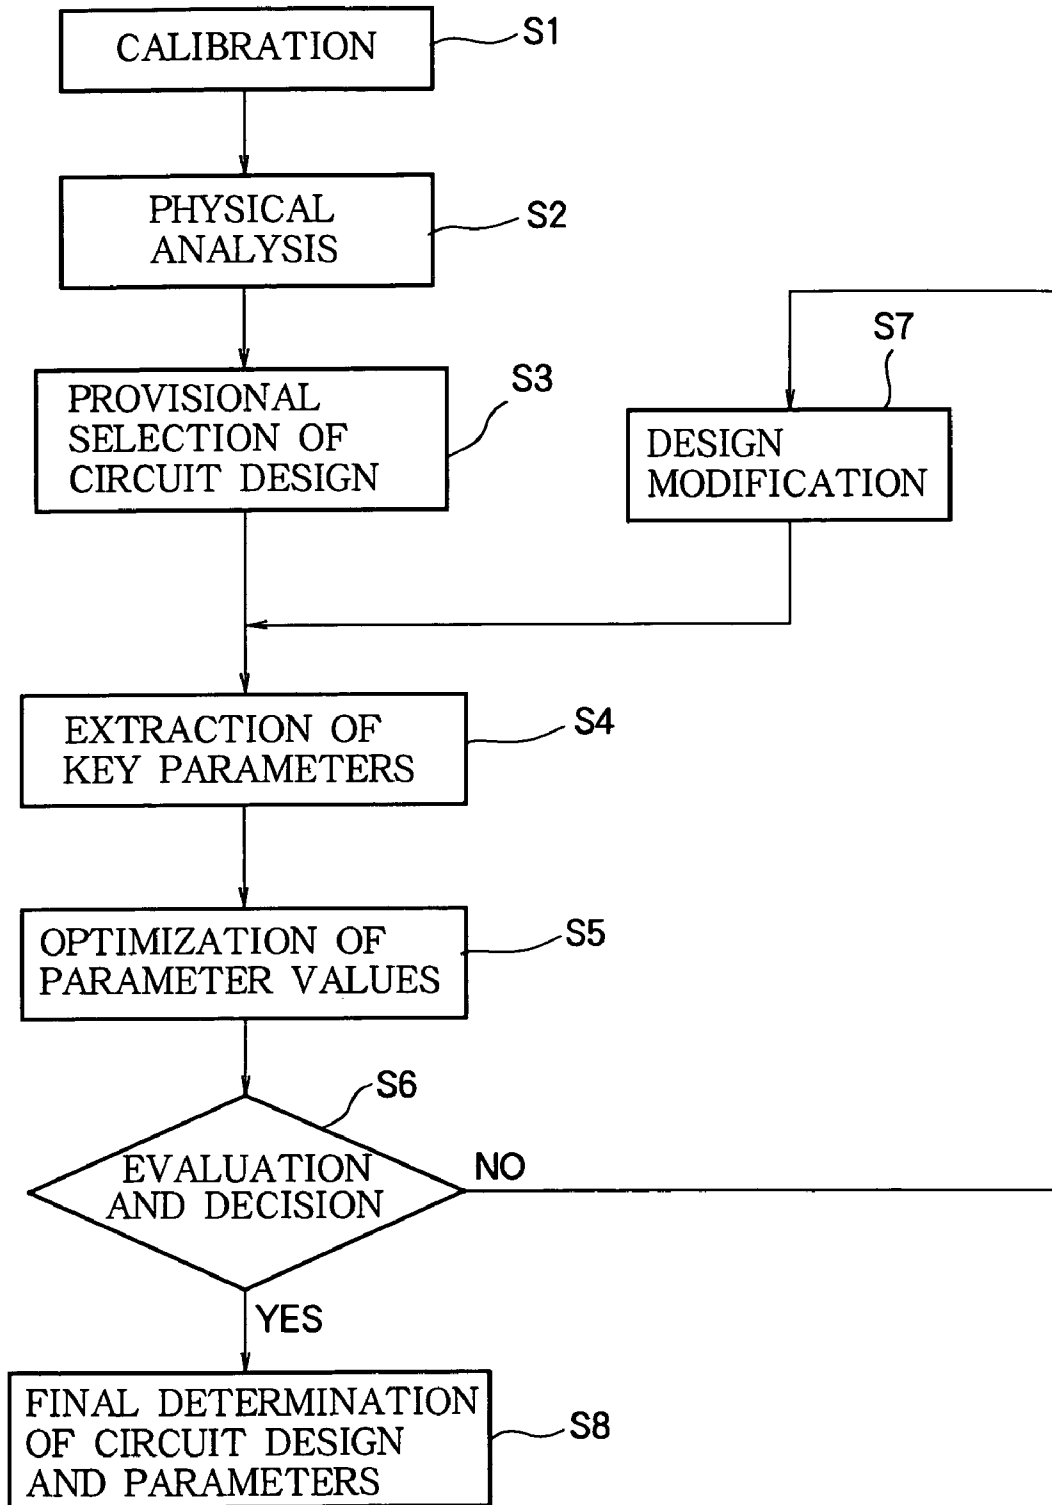 CALIBRATION
S1
PHYSICAL
ANALYSIS
S2
PROVISIONAL
SELECTION OF
CIRCUIT DESIGN
S3
S7
DESIGN
MODIFICATION
EXTRACTION OF
KEY PARAMETERS
S4
OPTIMIZATION OF
PARAMETER VALUES
S5
S6
EVALUATION
AND DECISION
NO
YES
FINAL DETERMINATION
OF CIRCUIT DESIGN
AND PARAMETERS
S8